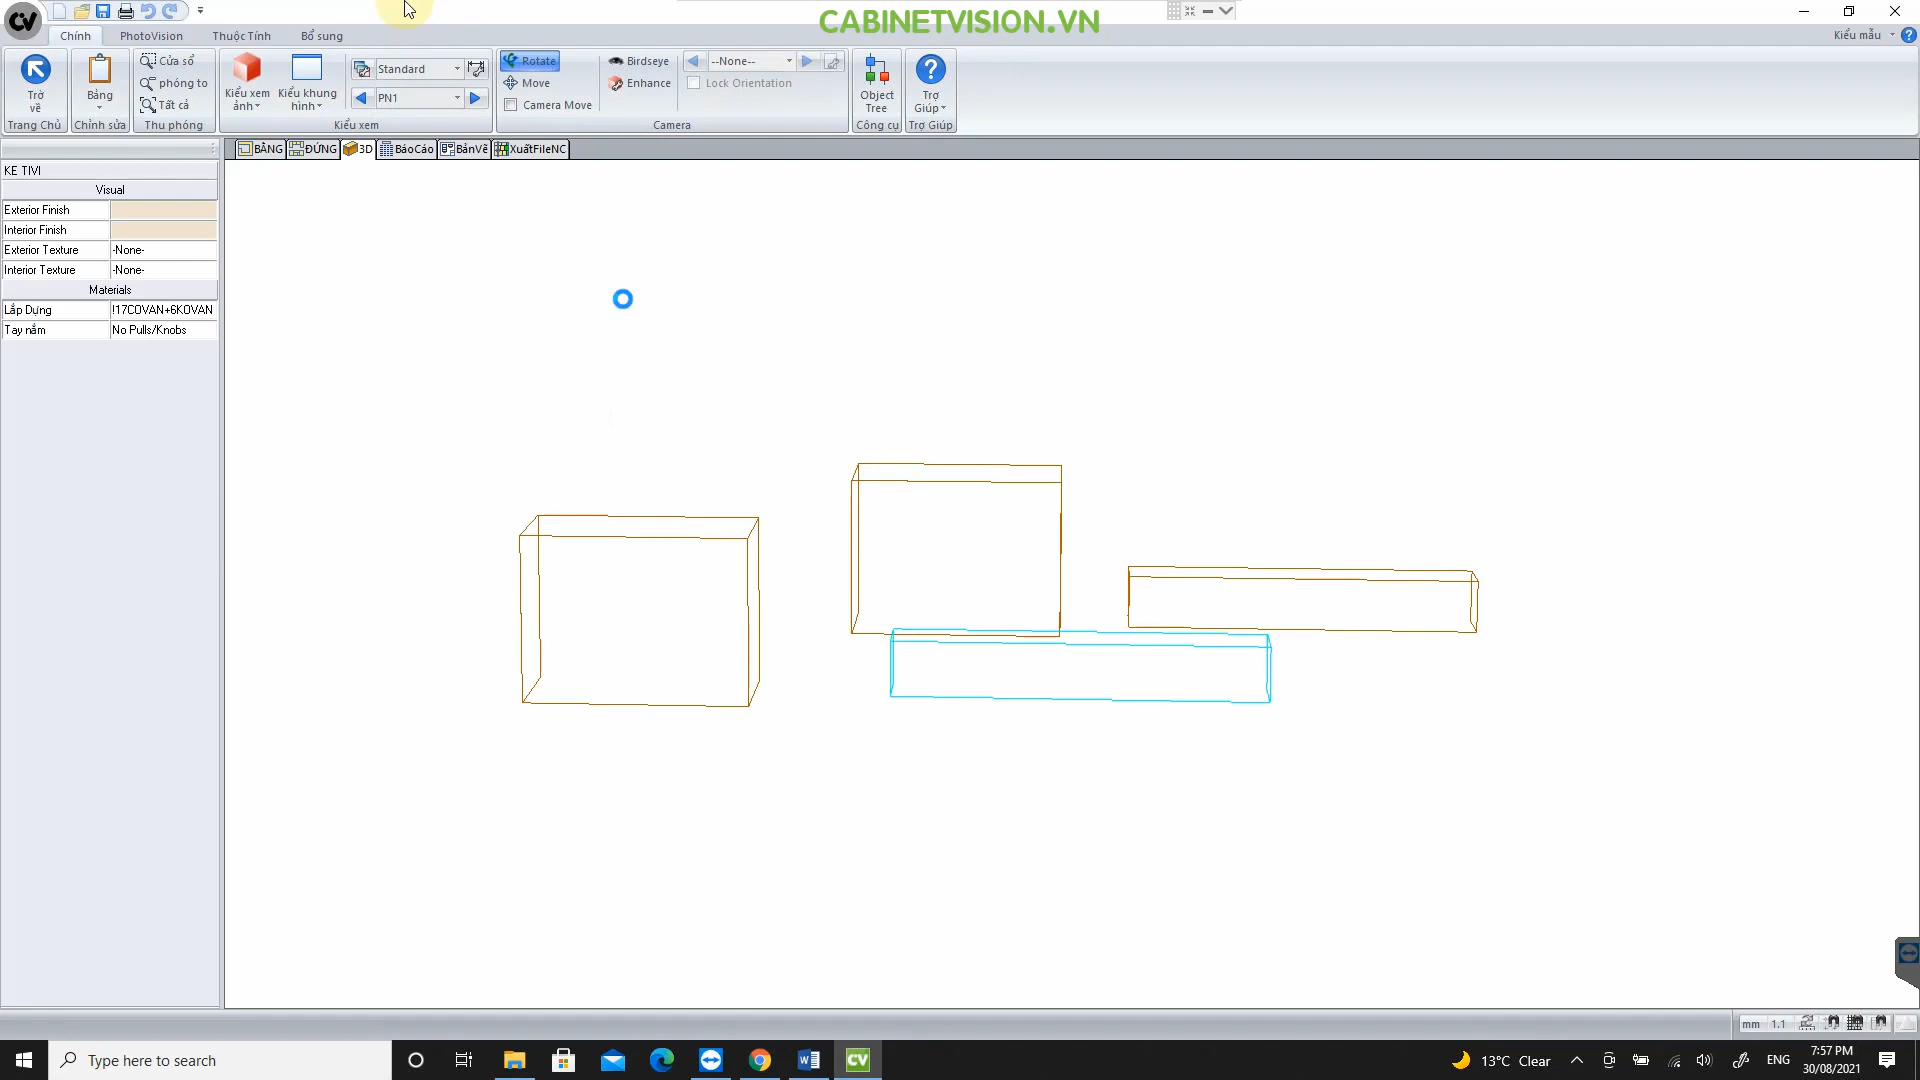 CABINETVISION.VN
Chính PhotoVision Thuộc Tính Bổ sung Kiểu mẫu
Trở về
Trang Chủ
Bảng
Chỉnh sửa
Cửa sổ
phóng to
Tất cả
Thu phóng
Kiểu xem ảnh
Kiểu khung hình
Standard
PN1
Kiểu xem
Rotate
Move
Camera Move
Birdseye
Enhance
--None--
Lock Orientation
Camera
Object Tree
Công cụ
Trợ Giúp
Trợ Giúp
BẰNG ĐỨNG 3D BáoCáo BảnVẽ XuấtFileNC
KE TIVI
Visual
Exterior Finish
Interior Finish
Exterior Texture -None-
Interior Texture -None-
Materials
Lắp Dựng !17COVAN+6KOVAN
Tay nắm No Pulls/Knobs
mm 1.1
Type here to search
13°C Clear
ENG
7:57 PM
30/08/2021